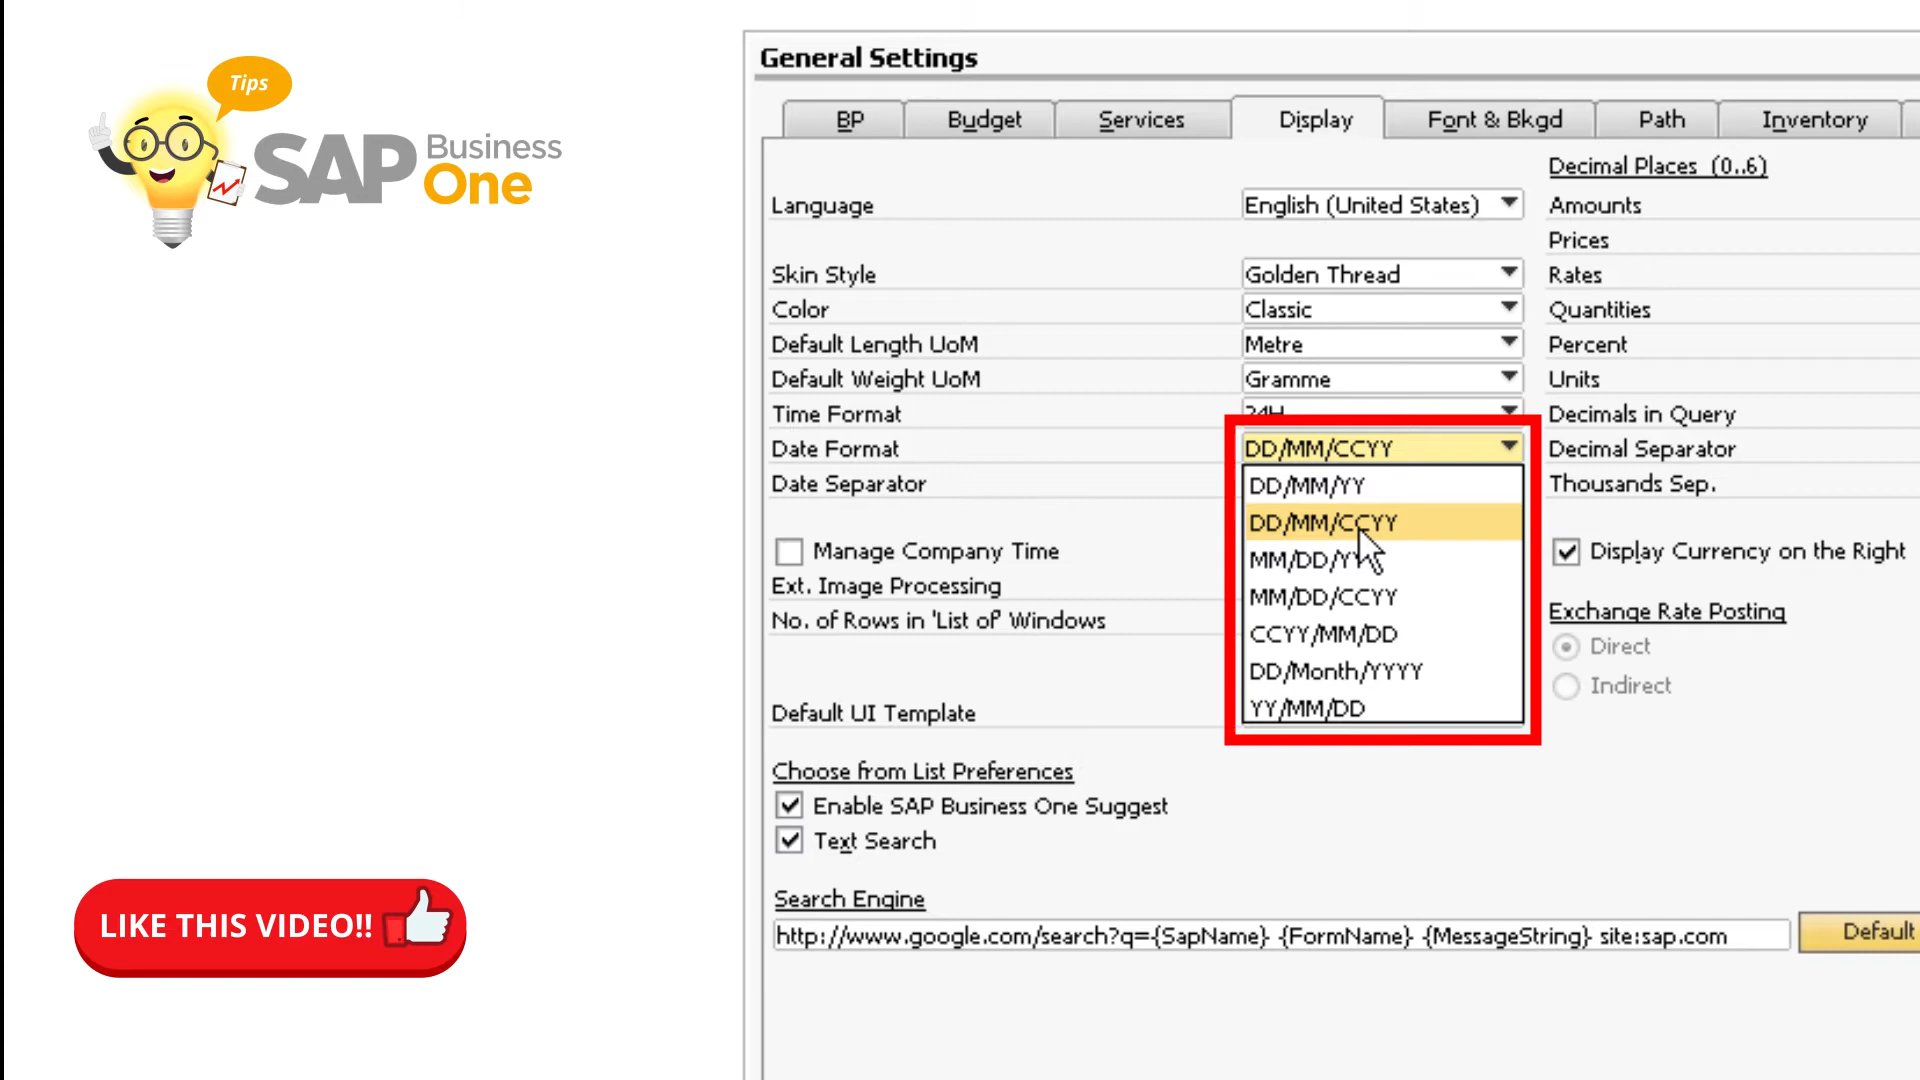 Tips
SAP Business One
LIKE THIS VIDEO!!
General Settings
BP Budget Services Display Font & Bkgd Path Inventory
Language English (United States)
Skin Style Golden Thread
Color Classic
Default Length UoM Metre
Default Weight UoM Gramme
Time Format 24H
Date Format DD/MM/CCYY
Date Separator
DD/MM/YY
DD/MM/CCYY
MM/DD/YY
MM/DD/CCYY
CCYY/MM/DD
DD/Month/YYYY
YY/MM/DD
Manage Company Time
Ext. Image Processing
No. of Rows in 'List of' Windows
Default UI Template
Choose from List Preferences
Enable SAP Business One Suggest
Text Search
Search Engine
http://www.google.com/search?q={SapName} -{FormName} -{MessageString} site:sap.com
Default
Decimal Places (0..6)
Amounts
Prices
Rates
Quantities
Percent
Units
Decimals in Query
Decimal Separator
Thousands Sep.
Display Currency on the Right
Exchange Rate Posting
Direct
Indirect